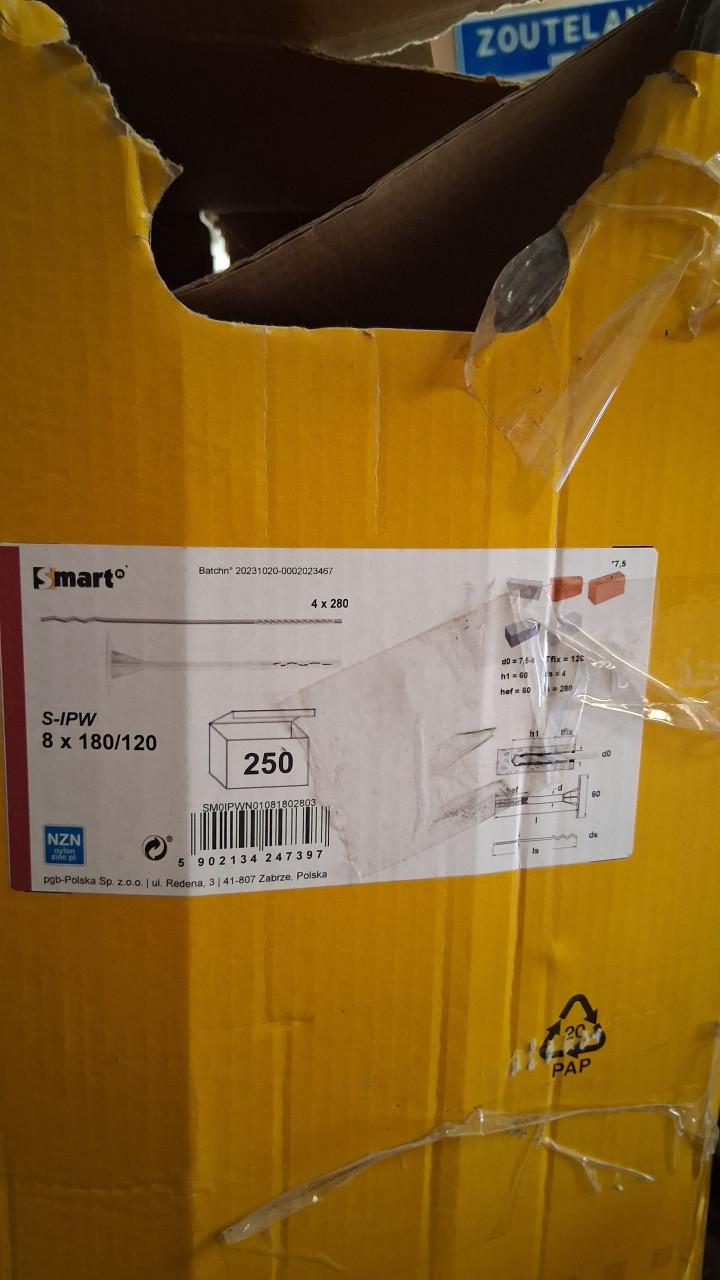 ZOUTELAN
Smart
Batchn° 20231020-0002023467
4 x 280
S-IPW
8 x 180/120
250
SM0IPWN01081802803
5 902134 247397
NZN
nylon
zinc pl.
pgb-Polska Sp. z.o.o. | ul. Redena, 3 | 41-807 Zabrze, Polska
*7,5
d0 = 7,5-8 Tfix = 120
h1 = 60 ds = 4
hef = 60 = 280
h1 tfix
d0
hef d 60
l
ds
ls
20
PAP